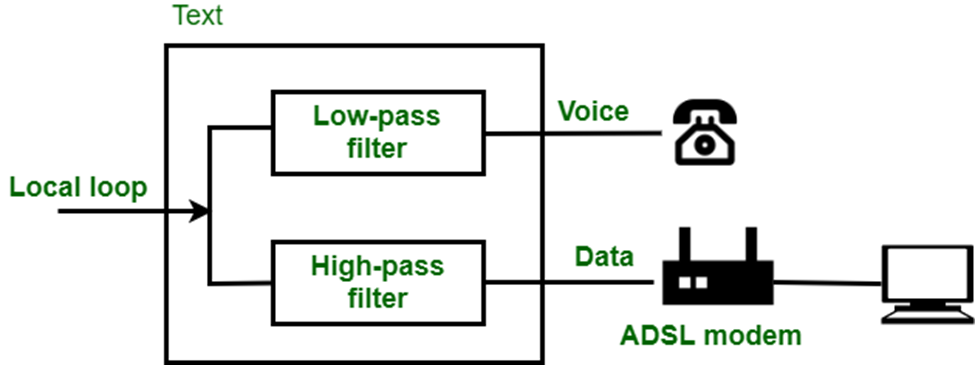 Text
Low-pass
filter
Voice
Local loop
High-pass
filter
Data
ADSL modem